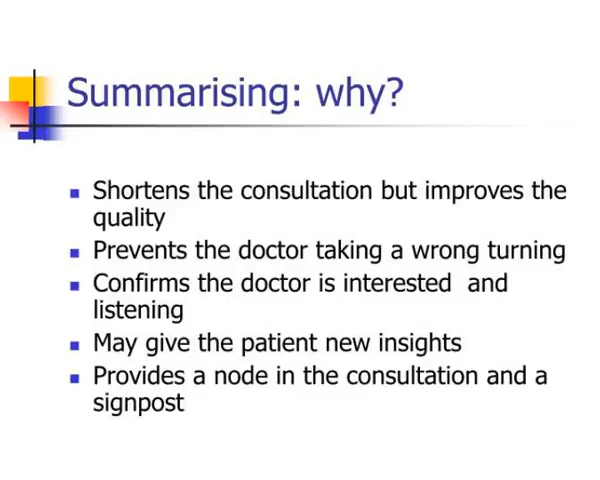 Summarising: why?
Shortens the consultation but improves the
quality
Prevents the doctor taking a wrong turning
Confirms the doctor is interested  and
listening
May give the patient new insights
Provides a node in the consultation and a
signpost